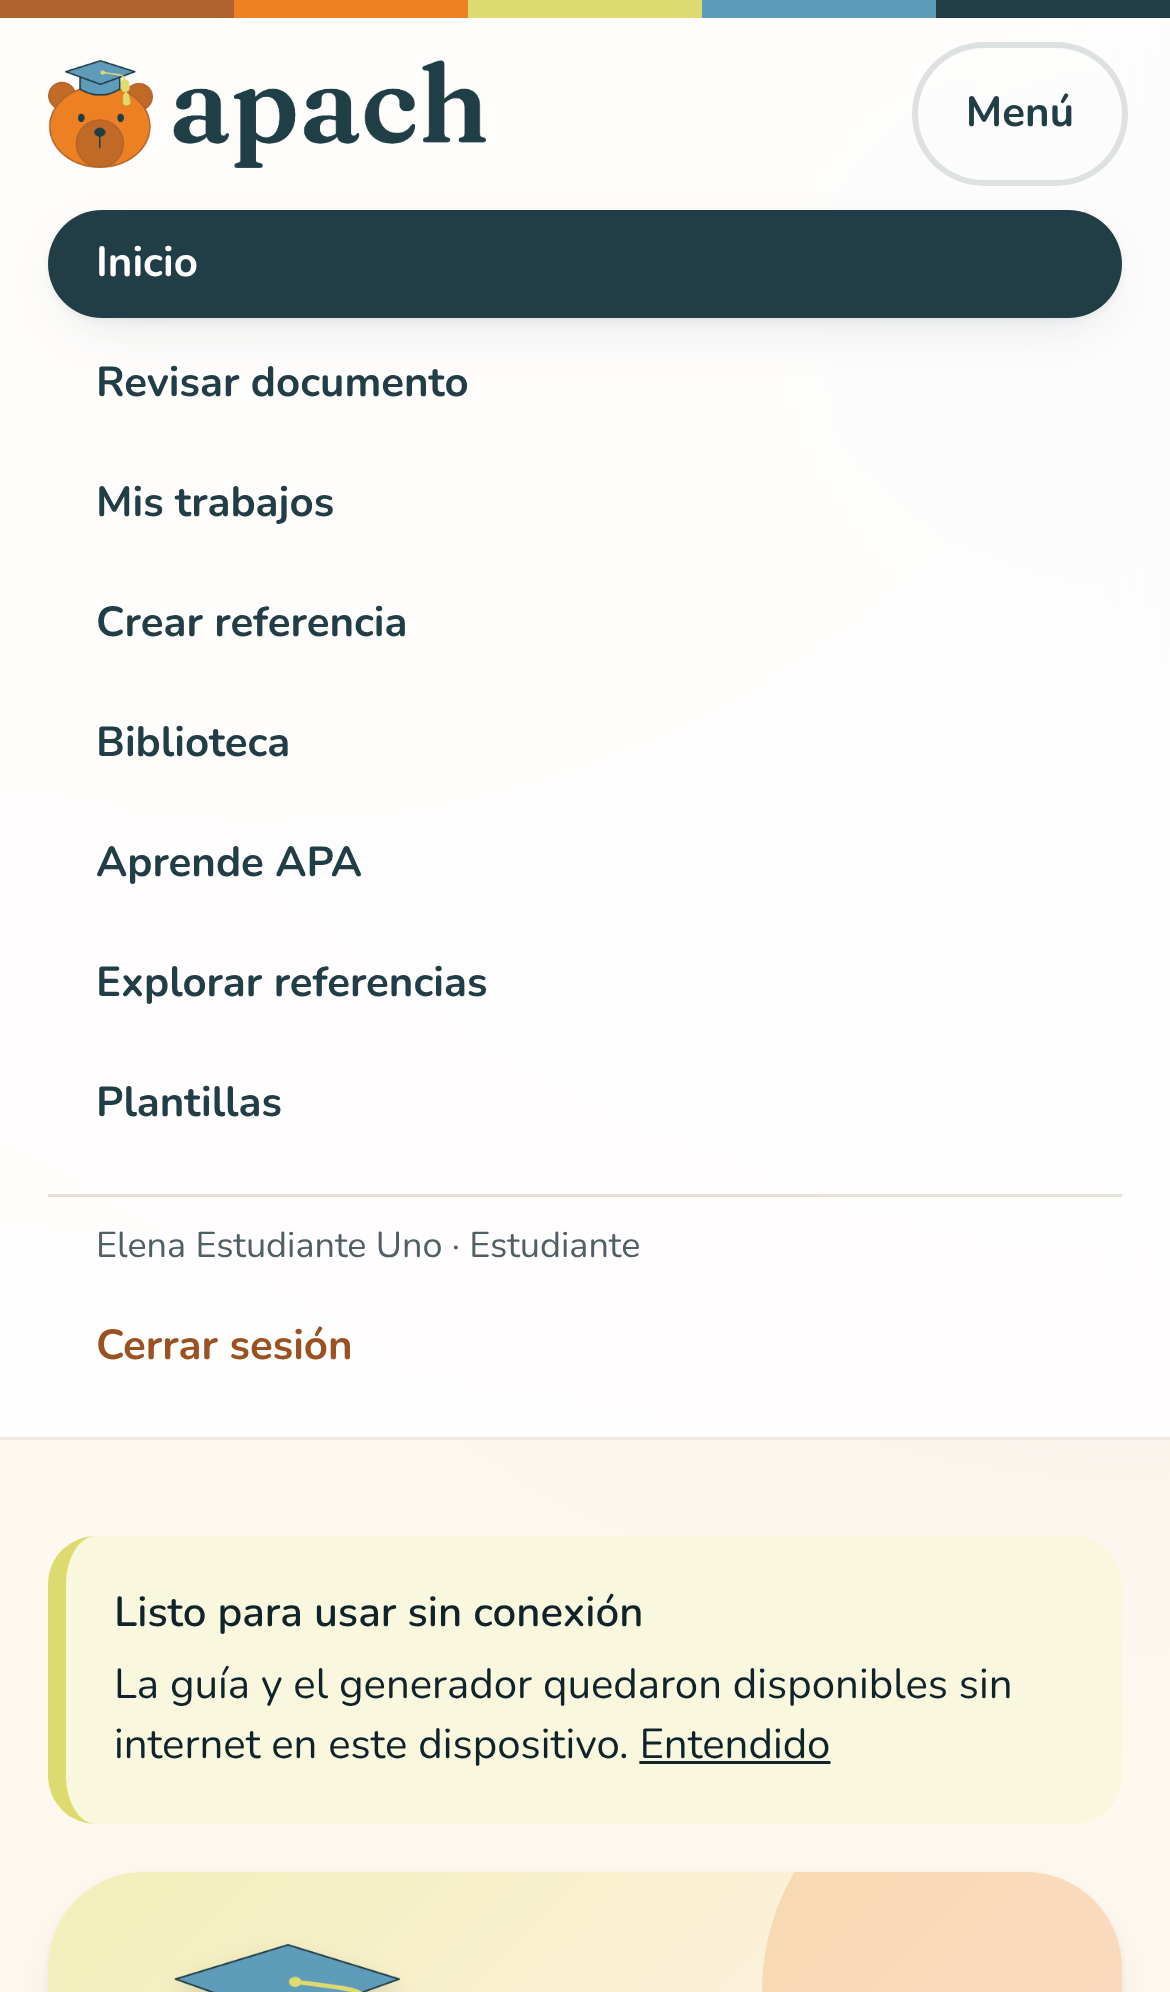 apach
Menú
Inicio
Revisar documento
Mis trabajos
Crear referencia
Biblioteca
Aprende APA
Explorar referencias
Plantillas
Elena Estudiante Uno · Estudiante
Cerrar sesión
Listo para usar sin conexión
La guía y el generador quedaron disponibles sin
internet en este dispositivo. Entendido